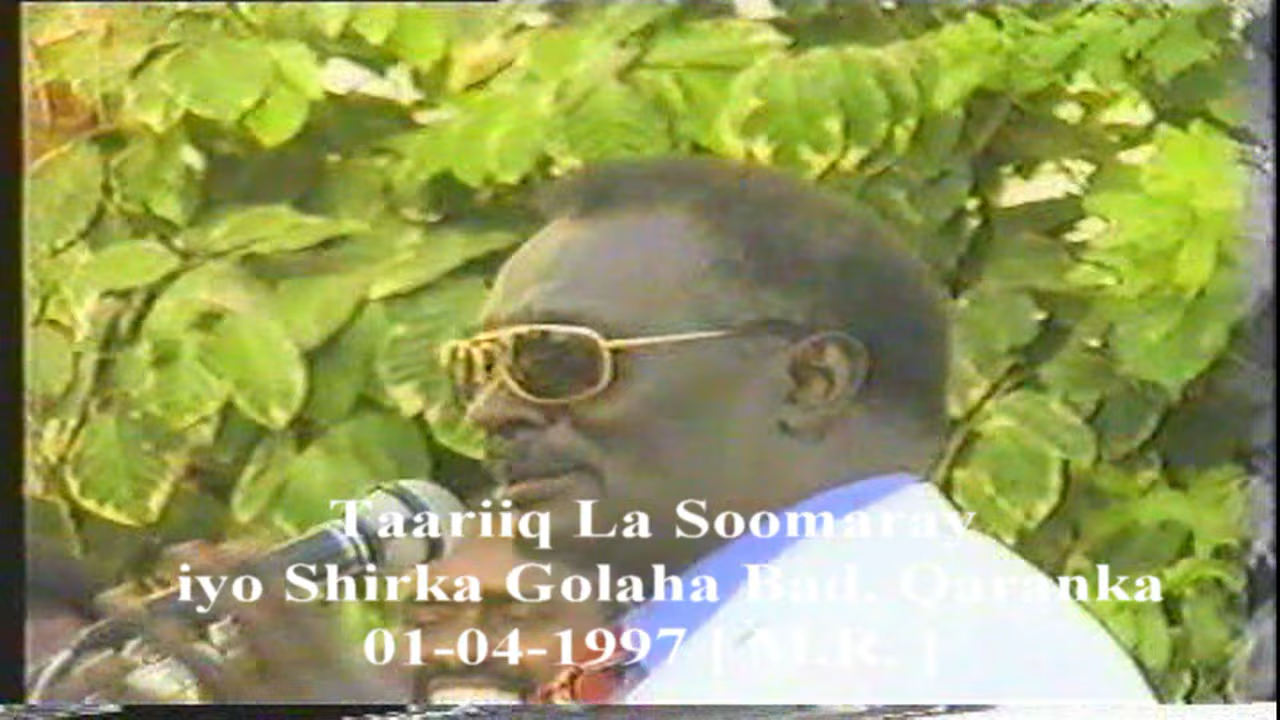 Taariiq La Soomaray
iyo Shirka Golaha Bad. Qaranka
01-04-1997 [ M.R. ]